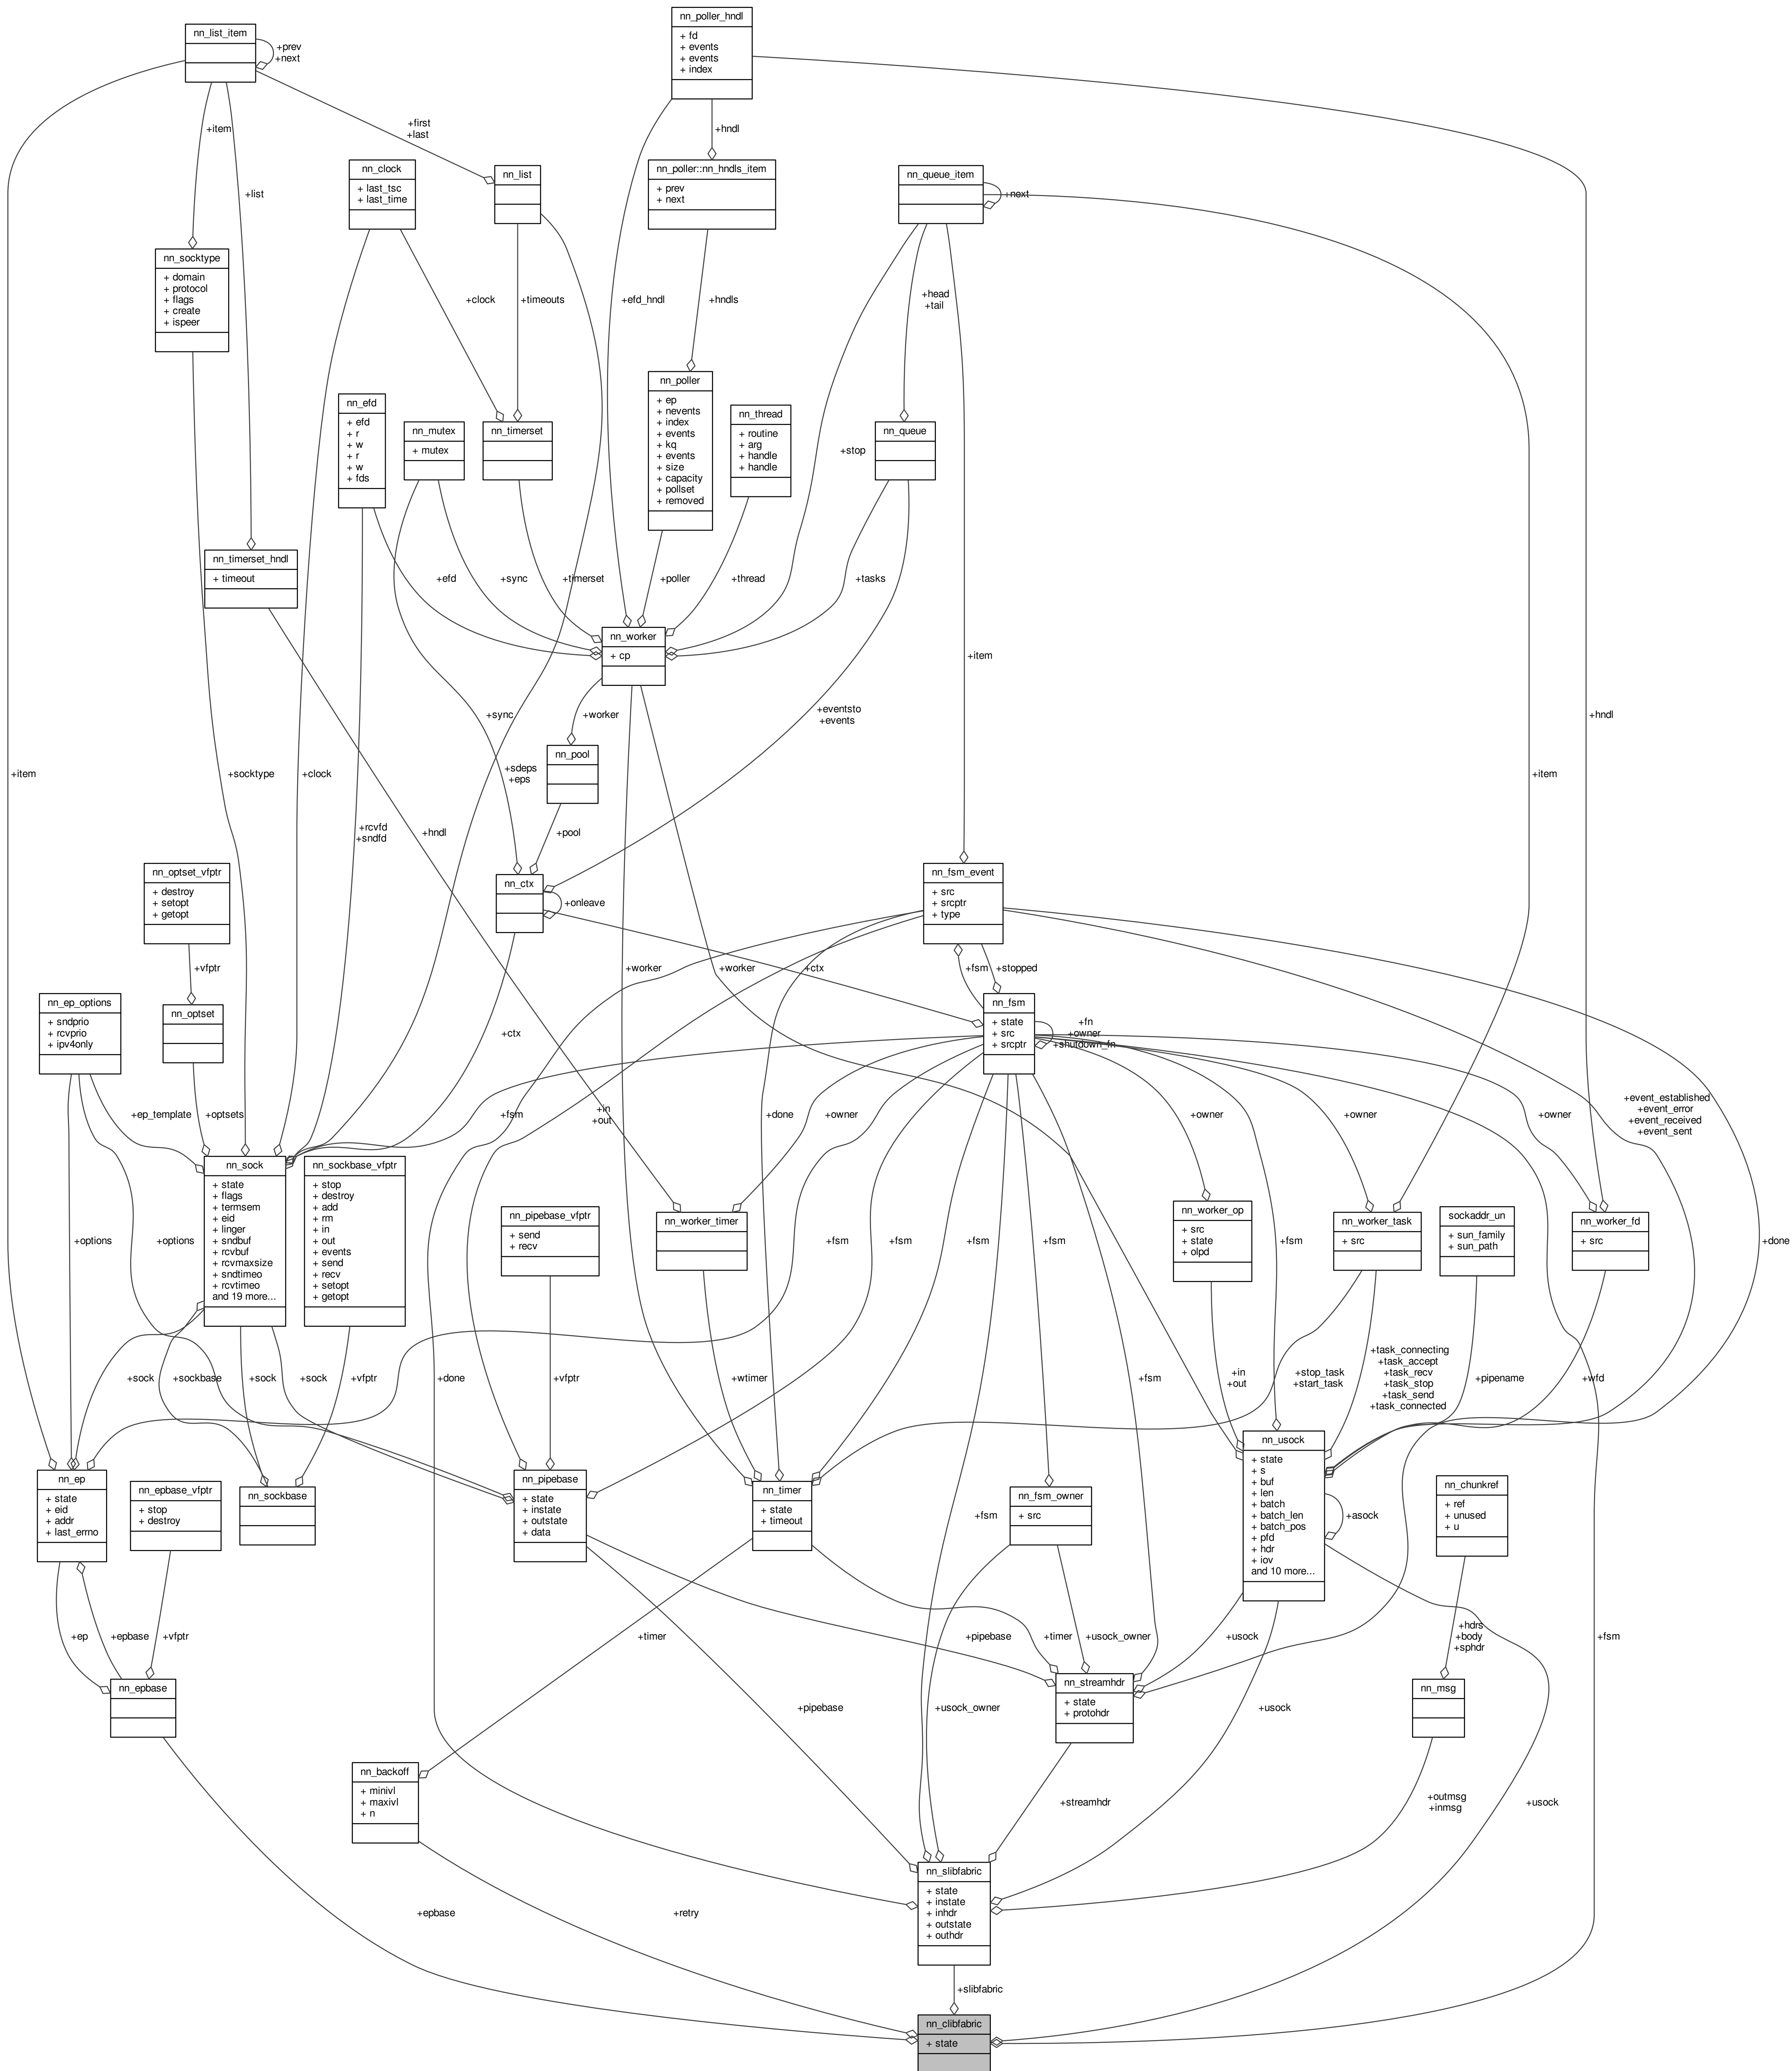 nn_poller_hndl
+ fd
+ events
+ events
+ index
nn_list_item
+prev
+next
+first
+last
+hndl
+item
nn_clock
+ last_tsc
+ last_time
nn_list
nn_poller::nn_hndls_item
+ prev
+ next
nn_queue_item
+next
+list
nn_socktype
+ domain
+ protocol
+ flags
+ create
+ ispeer
+clock
+timeouts
+efd_hndl
+hndls
+head
+tail
nn_efd
+ efd
+ r
+ w
+ r
+ w
+ fds
nn_mutex
+ mutex
nn_timerset
nn_poller
+ ep
+ nevents
+ index
+ events
+ kq
+ events
+ size
+ capacity
+ pollset
+ removed
nn_thread
+ routine
+ arg
+ handle
+ handle
+stop
nn_queue
nn_timerset_hndl
+ timeout
+efd
+sync
+timerset
+poller
+thread
+tasks
nn_worker
+ cp
+item
+sync
+worker
+eventsto
+events
+hndl
nn_pool
+item
+socktype
+clock
+sdeps
+eps
+item
+rcvfd
+sndfd
+hndl
+pool
nn_optset_vfptr
+ destroy
+ setopt
+ getopt
nn_ctx
+onleave
nn_fsm_event
+ src
+ srcptr
+ type
+vfptr
+worker
+worker
+ctx
+fsm
+stopped
nn_ep_options
+ sndprio
+ rcvprio
+ ipv4only
nn_optset
+ctx
nn_fsm
+ state
+ src
+ srcptr
+fn
+owner
+shutdown_fn
+ep_template
+optsets
+fsm
+in
+out
+done
+owner
+owner
+fsm
+owner
+owner
+event_established
+event_error
+event_received
+event_sent
nn_sock
+ state
+ flags
+ termsem
+ eid
+ linger
+ sndbuf
+ rcvbuf
+ rcvmaxsize
+ sndtimeo
+ rcvtimeo
and 19 more...
nn_sockbase_vfptr
+ stop
+ destroy
+ add
+ rm
+ in
+ out
+ events
+ send
+ recv
+ setopt
+ getopt
nn_pipebase_vfptr
+ send
+ recv
nn_worker_timer
nn_worker_op
+ src
+ state
+ olpd
nn_worker_task
+ src
sockaddr_un
+ sun_family
+ sun_path
nn_worker_fd
+ src
+options
+options
+fsm
+fsm
+fsm
+fsm
+done
+sock
+sockbase
+sock
+sock
+vfptr
+done
+vfptr
+wtimer
+fsm
+in
+out
+stop_task
+start_task
+task_connecting
+task_accept
+task_recv
+task_stop
+task_send
+task_connected
+pipename
+wfd
nn_ep
+ state
+ eid
+ addr
+ last_errno
nn_epbase_vfptr
+ stop
+ destroy
nn_sockbase
nn_pipebase
+ state
+ instate
+ outstate
+ data
nn_timer
+ state
+ timeout
+fsm
nn_fsm_owner
+ src
nn_usock
+ state
+ s
+ buf
+ len
+ batch
+ batch_len
+ batch_pos
+ pfd
+ hdr
+ iov
and 10 more...
+asock
nn_chunkref
+ ref
+ unused
+ u
+ep
+epbase
+vfptr
+timer
+pipebase
+timer
+usock_owner
+usock
+hdrs
+body
+sphdr
+fsm
nn_epbase
+pipebase
+usock_owner
nn_streamhdr
+ state
+ protohdr
+usock
nn_msg
nn_backoff
+ minivl
+ maxivl
+ n
+streamhdr
+outmsg
+inmsg
+usock
+epbase
+retry
nn_slibfabric
+ state
+ instate
+ inhdr
+ outstate
+ outhdr
+slibfabric
nn_clibfabric
+ state